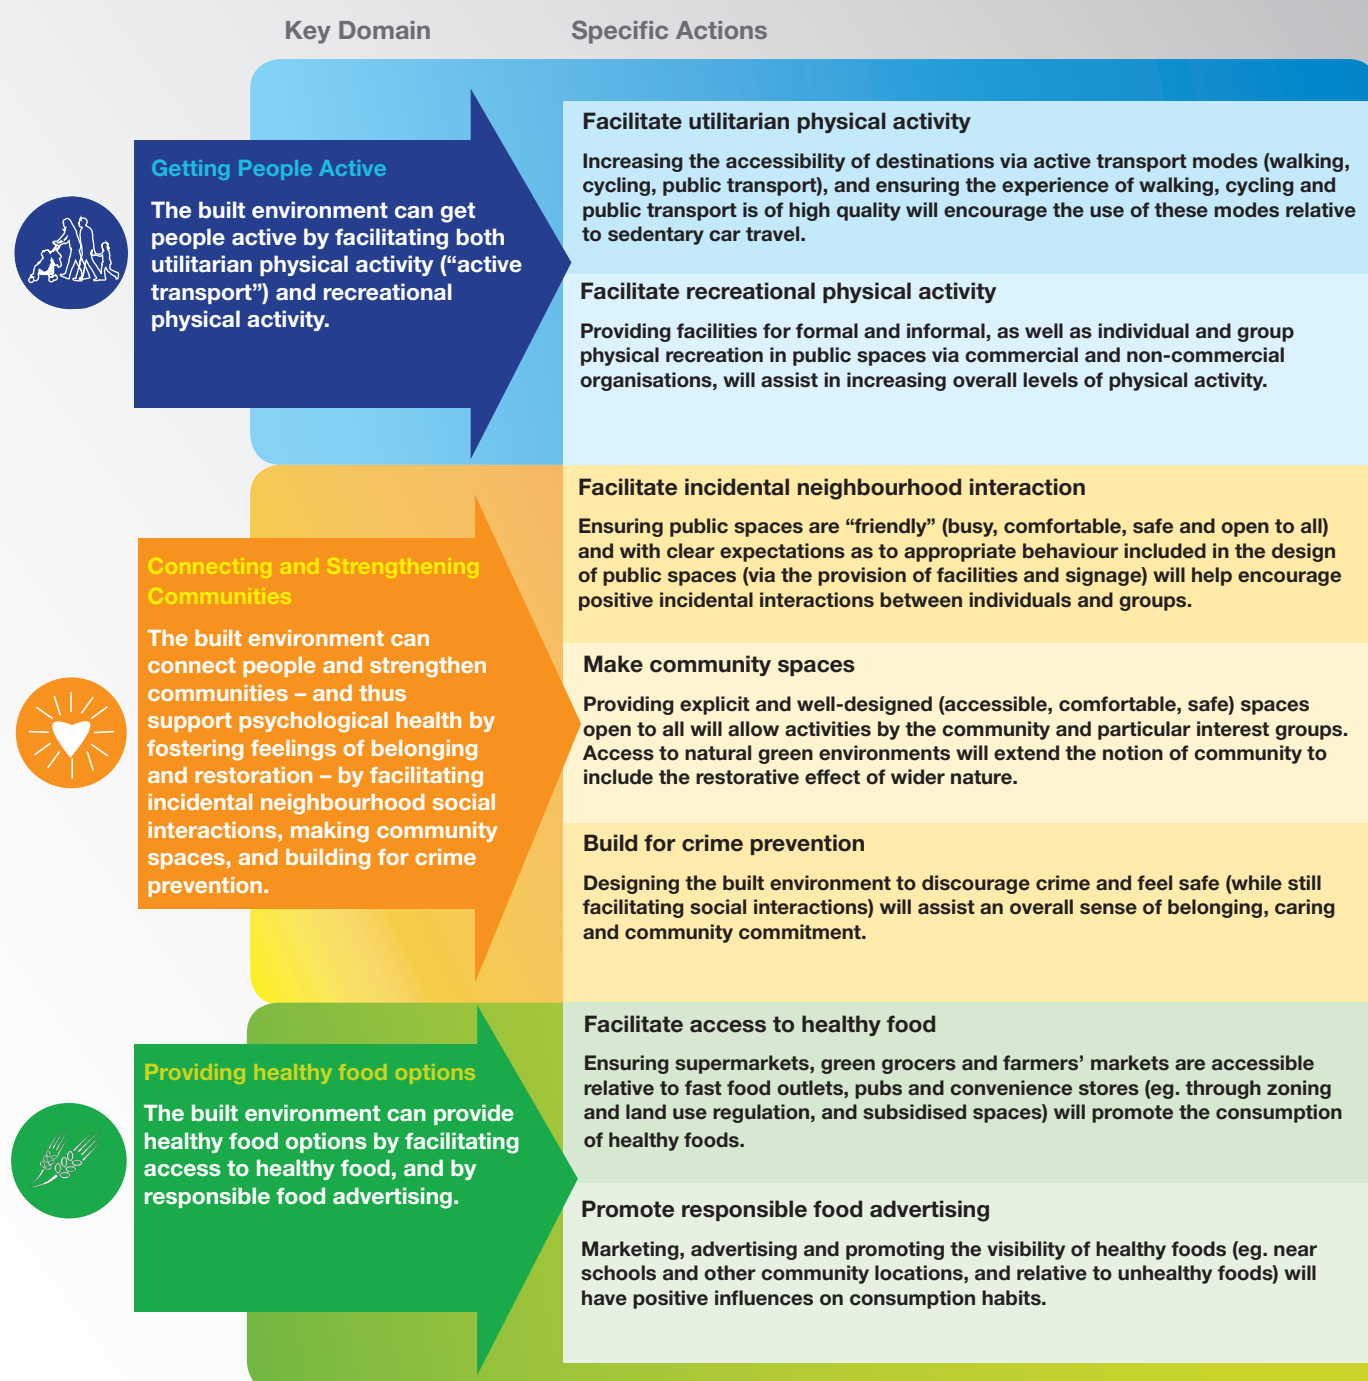 Key Domain
Specific Actions
Getting People Active
The built environment can get
people active by facilitating both
utilitarian physical activity (“active
transport”) and recreational
physical activity.
Facilitate utilitarian physical activity
Increasing the accessibility of destinations via active transport modes (walking,
cycling, public transport), and ensuring the experience of walking, cycling and
public transport is of high quality will encourage the use of these modes relative
to sedentary car travel.
Facilitate recreational physical activity
Providing facilities for formal and informal, as well as individual and group
physical recreation in public spaces via commercial and non-commercial
organisations, will assist in increasing overall levels of physical activity.
Connecting and Strengthening
Communities
The built environment can
connect people and strengthen
communities – and thus
support psychological health by
fostering feelings of belonging
and restoration – by facilitating
incidental neighbourhood social
interactions, making community
spaces, and building for crime
prevention.
Facilitate incidental neighbourhood interaction
Ensuring public spaces are “friendly” (busy, comfortable, safe and open to all)
and with clear expectations as to appropriate behaviour included in the design
of public spaces (via the provision of facilities and signage) will help encourage
positive incidental interactions between individuals and groups.
Make community spaces
Providing explicit and well-designed (accessible, comfortable, safe) spaces
open to all will allow activities by the community and particular interest groups.
Access to natural green environments will extend the notion of community to
include the restorative effect of wider nature.
Build for crime prevention
Designing the built environment to discourage crime and feel safe (while still
facilitating social interactions) will assist an overall sense of belonging, caring
and community commitment.
Providing healthy food options
The built environment can provide
healthy food options by facilitating
access to healthy food, and by
responsible food advertising.
Facilitate access to healthy food
Ensuring supermarkets, green grocers and farmers’ markets are accessible
relative to fast food outlets, pubs and convenience stores (eg. through zoning
and land use regulation, and subsidised spaces) will promote the consumption
of healthy foods.
Promote responsible food advertising
Marketing, advertising and promoting the visibility of healthy foods (eg. near
schools and other community locations, and relative to unhealthy foods) will
have positive influences on consumption habits.